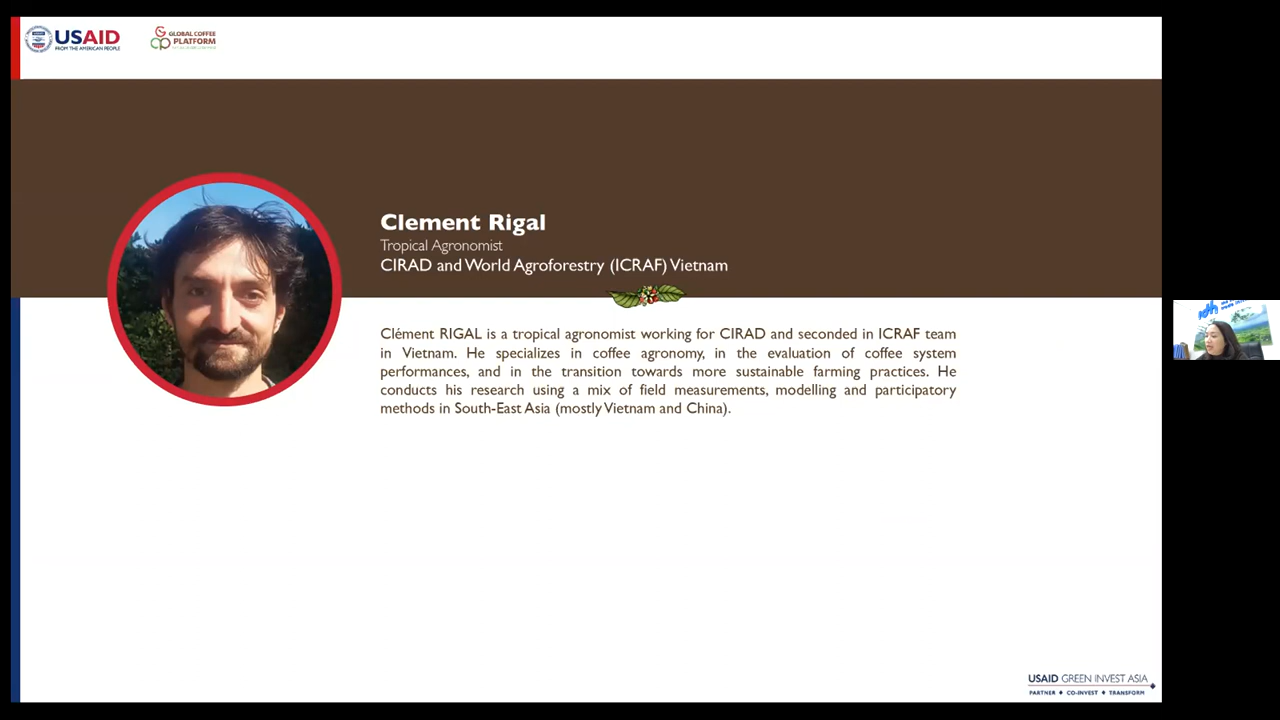 USAID
FROM THE AMERICAN PEOPLE
GLOBAL COFFEE
PLATFORM
Clement Rigal
Tropical Agronomist
CIRAD and World Agroforestry (ICRAF) Vietnam
Clément RIGAL is a tropical agronomist working for CIRAD and seconded in ICRAF team
in Vietnam. He specializes in coffee agronomy, in the evaluation of coffee system
performances, and in the transition towards more sustainable farming practices. He
conducts his research using a mix of field measurements, modelling and participatory
methods in South-East Asia (mostly Vietnam and China).
USAID GREEN INVEST ASIA
PARTNER ♦ CO-INVEST ♦ TRANSFORM